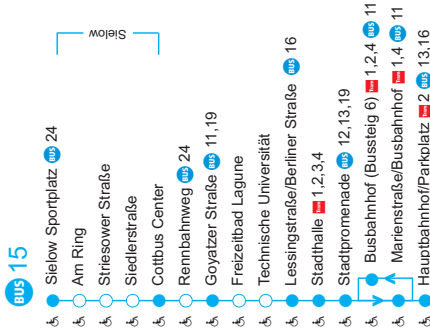 BUS 15
Sielow
Sielow Sportplatz BUS 24
Am Ring
Striesower Straße
Siedlerstraße
Cottbus Center
Rennbahnweg BUS 24
Goyatzer Straße BUS 11,19
Freizeitbad Lagune
Technische Universität
Lessingstraße/Berliner Straße BUS 16
Stadthalle Tram 1,2,3,4
Stadtpromenade BUS 12,13,19
Busbahnhof (Bussteig 6) Tram 1,2,4 BUS 11
Marienstraße/Busbahnhof Tram 1,4 BUS 11
Hauptbahnhof/Parkplatz Tram 2 BUS 13,16